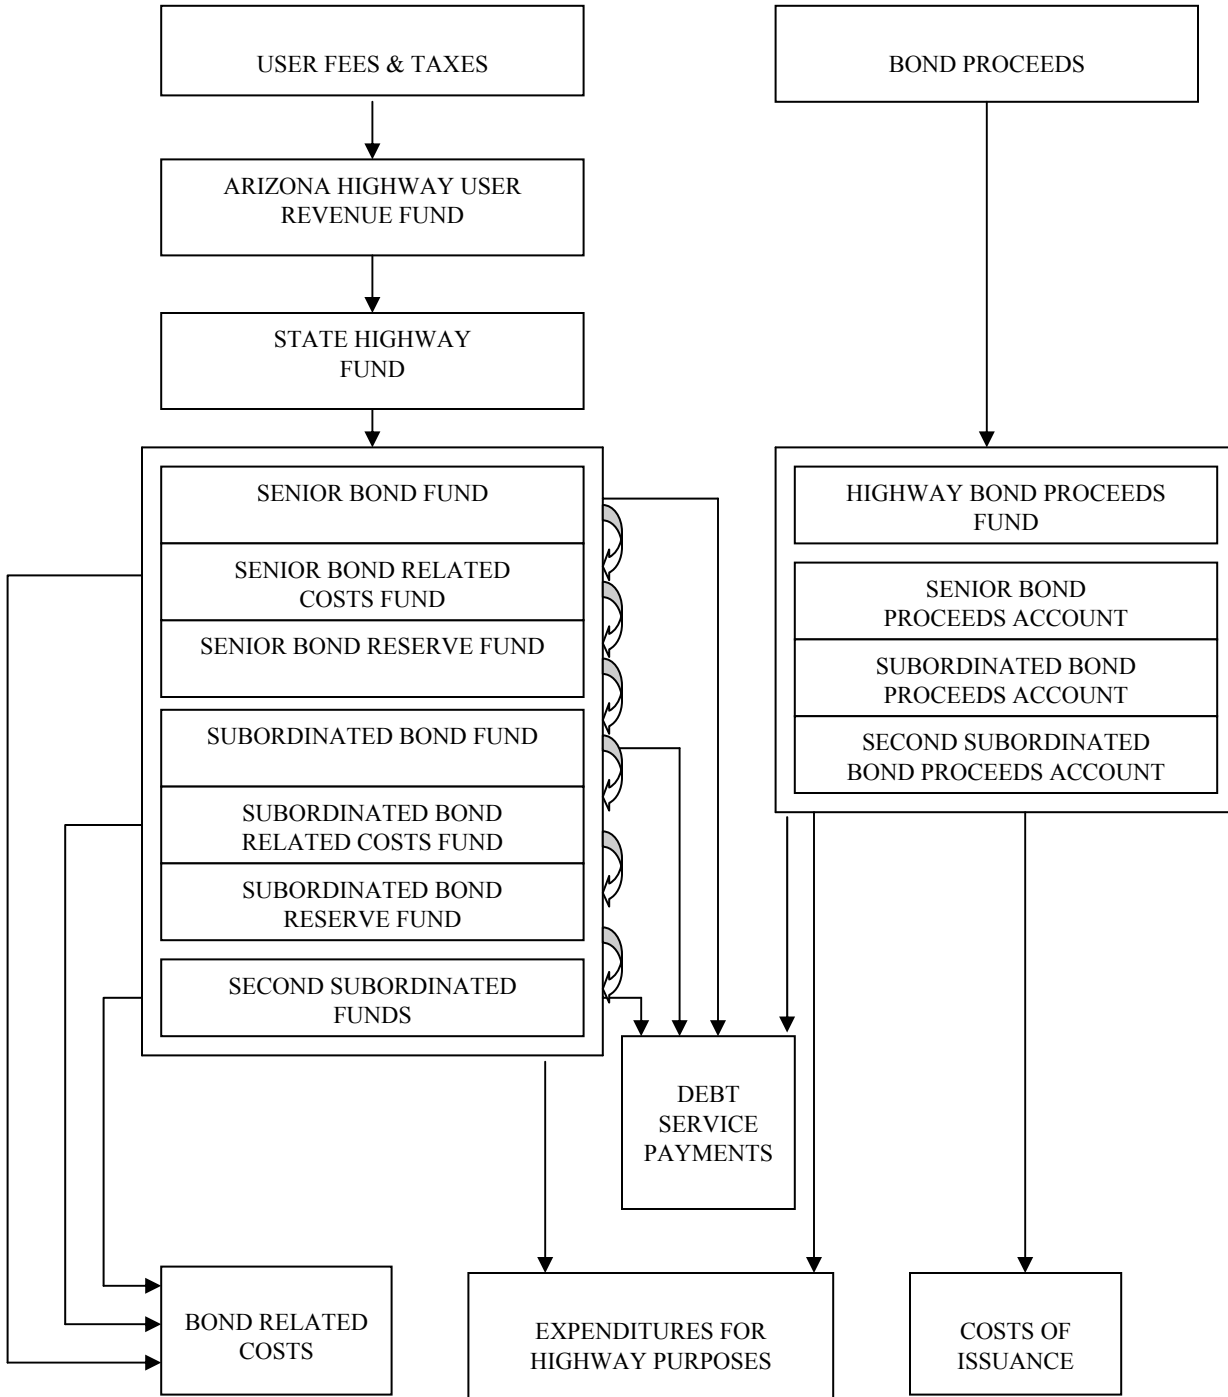 USER FEES & TAXES
BOND PROCEEDS
ARIZONA HIGHWAY USER
REVENUE FUND
STATE HIGHWAY
FUND
SENIOR BOND FUND
SENIOR BOND RELATED
COSTS FUND
SENIOR BOND RESERVE FUND
SUBORDINATED BOND FUND
SUBORDINATED BOND
RELATED COSTS FUND
SUBORDINATED BOND
RESERVE FUND
SECOND SUBORDINATED
FUNDS
HIGHWAY BOND PROCEEDS
FUND
SENIOR BOND
PROCEEDS ACCOUNT
SUBORDINATED BOND
PROCEEDS ACCOUNT
SECOND SUBORDINATED
BOND PROCEEDS ACCOUNT
DEBT
SERVICE
PAYMENTS
BOND RELATED
COSTS
EXPENDITURES FOR
HIGHWAY PURPOSES
COSTS OF
ISSUANCE